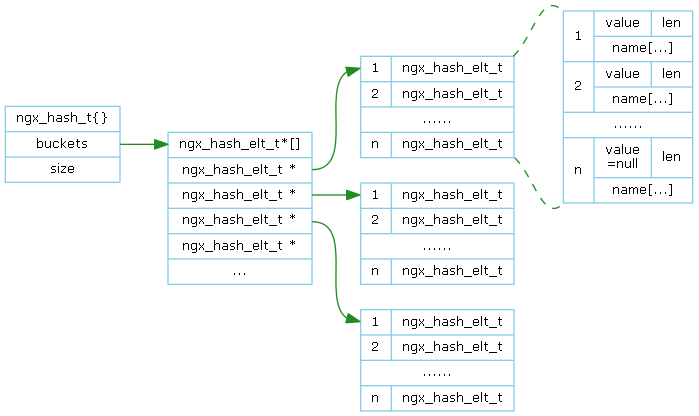 ngx_hash_t{}
buckets
size
ngx_hash_elt_t*[]
ngx_hash_elt_t *
ngx_hash_elt_t *
ngx_hash_elt_t *
ngx_hash_elt_t *
...
1 ngx_hash_elt_t
2 ngx_hash_elt_t
......
n ngx_hash_elt_t
1 ngx_hash_elt_t
2 ngx_hash_elt_t
......
n ngx_hash_elt_t
1 ngx_hash_elt_t
2 ngx_hash_elt_t
......
n ngx_hash_elt_t
1 value len
name[...]
2 value len
name[...]
......
n value
=null len
name[...]